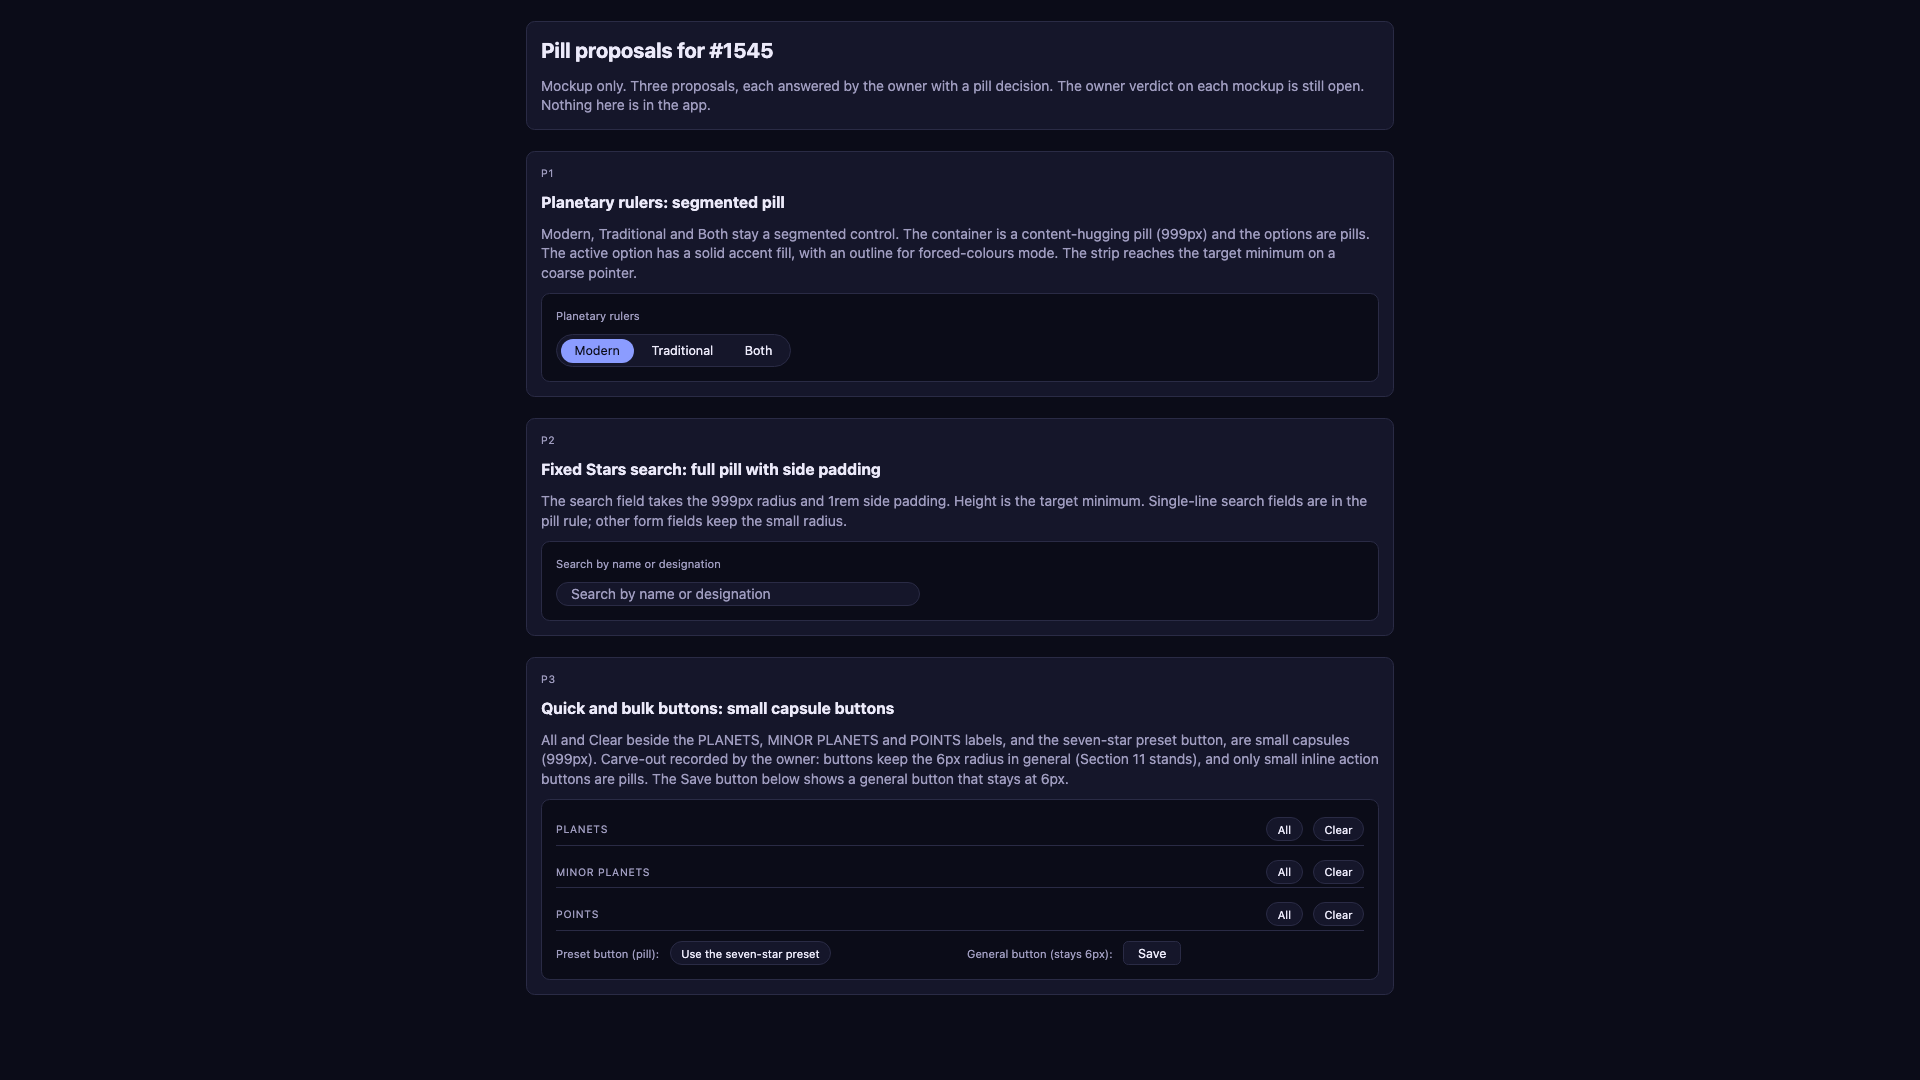 Pill proposals for #1545
Mockup only. Three proposals, each answered by the owner with a pill decision. The owner verdict on each mockup is still open.
Nothing here is in the app.
P1
Planetary rulers: segmented pill
Modern, Traditional and Both stay a segmented control. The container is a content-hugging pill (999px) and the options are pills.
The active option has a solid accent fill, with an outline for forced-colours mode. The strip reaches the target minimum on a
coarse pointer.
Planetary rulers
Modern Traditional Both
P2
Fixed Stars search: full pill with side padding
The search field takes the 999px radius and 1rem side padding. Height is the target minimum. Single-line search fields are in the
pill rule; other form fields keep the small radius.
Search by name or designation
Search by name or designation
P3
Quick and bulk buttons: small capsule buttons
All and Clear beside the PLANETS, MINOR PLANETS and POINTS labels, and the seven-star preset button, are small capsules
(999px). Carve-out recorded by the owner: buttons keep the 6px radius in general (Section 11 stands), and only small inline action
buttons are pills. The Save button below shows a general button that stays at 6px.
PLANETS All Clear
MINOR PLANETS All Clear
POINTS All Clear
Preset button (pill): Use the seven-star preset General button (stays 6px): Save